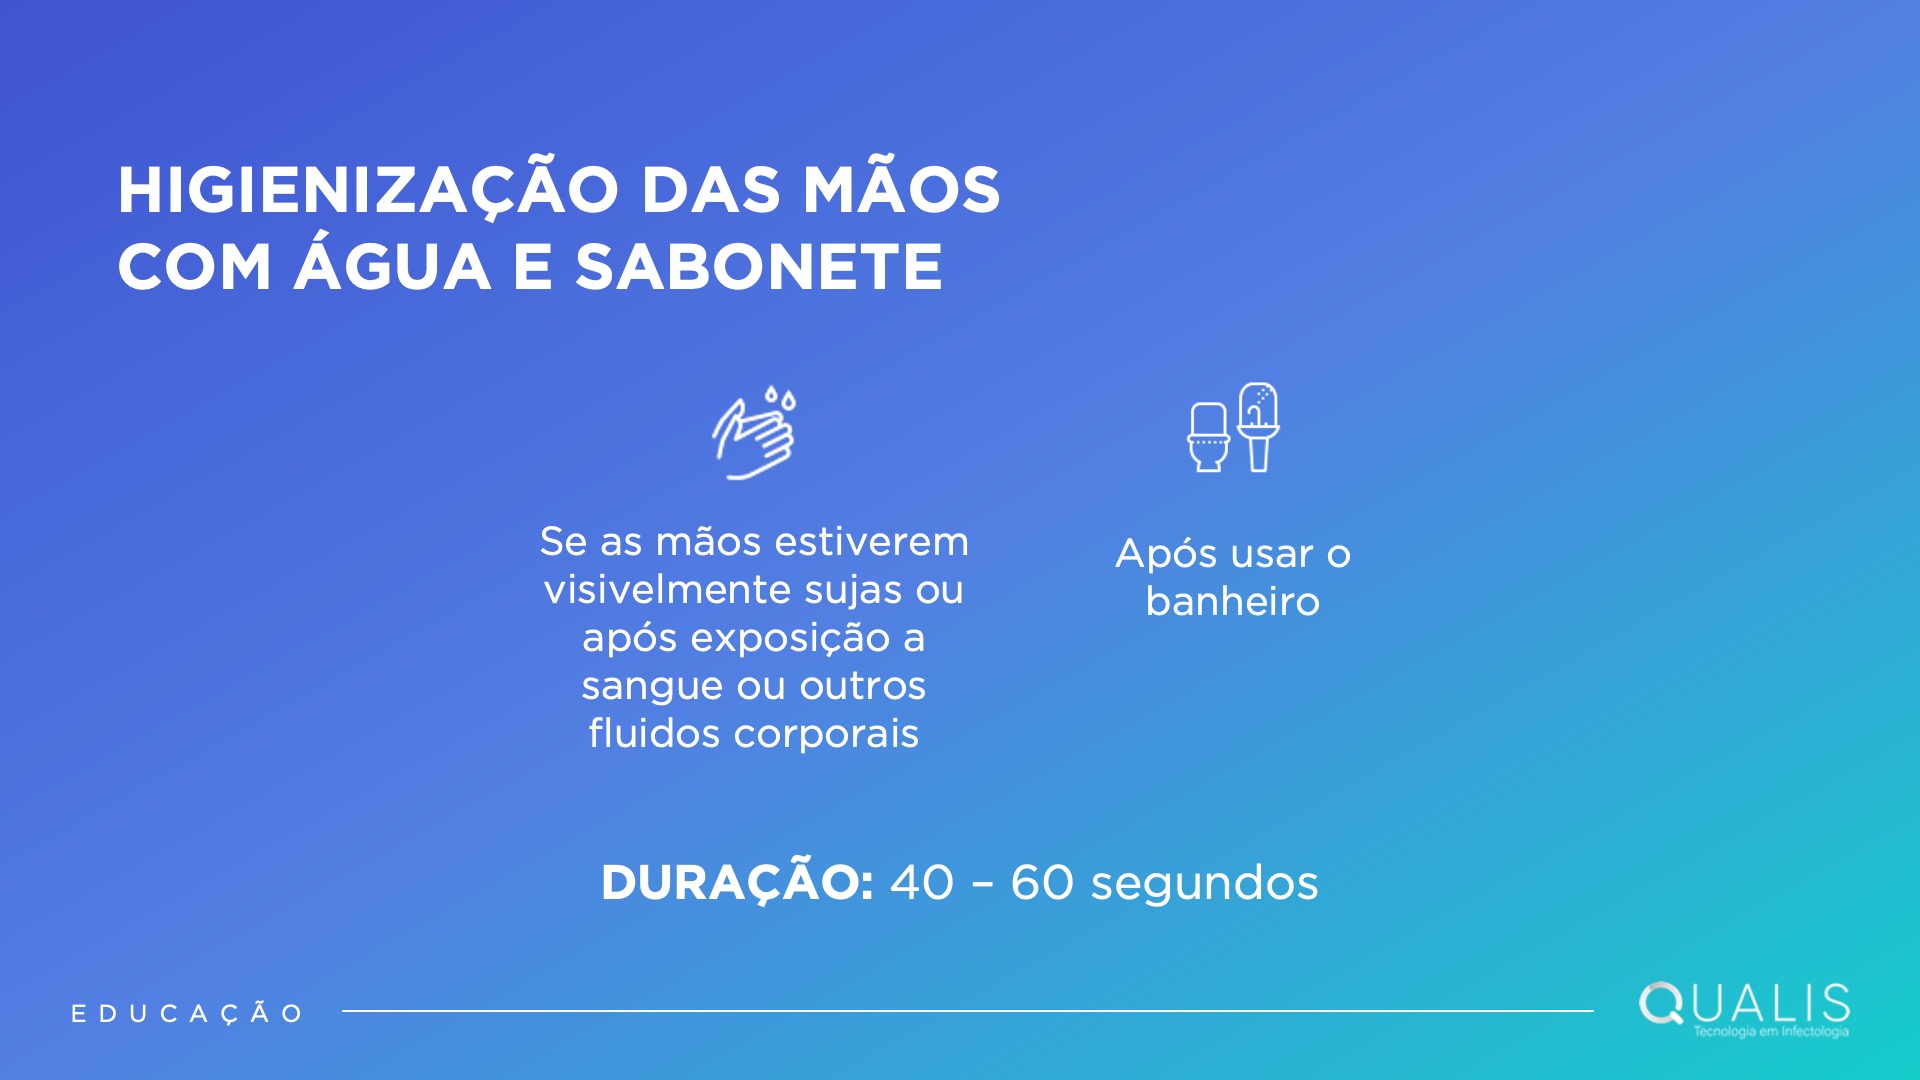 HIGIENIZAÇÃO DAS MÃOS
COM ÁGUA E SABONETE
Se as mãos estiverem
visivelmente sujas ou
após exposição a
sangue ou outros
fluidos corporais
Após usar o
banheiro
DURAÇÃO: 40 – 60 segundos
EDUCAÇÃO
QUALIS
Tecnologia em Infectologia